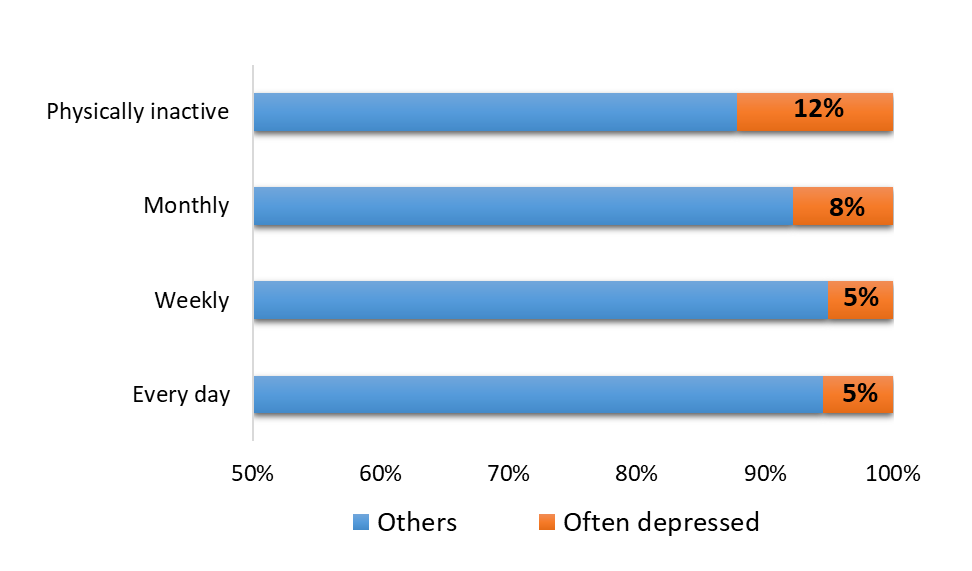 Physically inactive
12%
Monthly
8%
Weekly
5%
Every day
5%
50% 60% 70% 80% 90% 100%
Others Often depressed